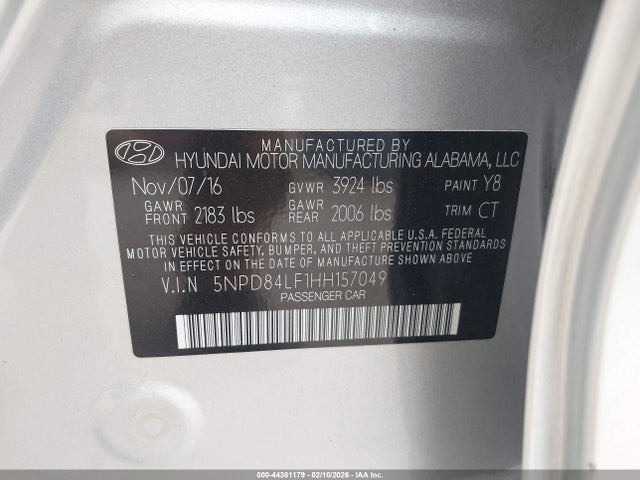 MANUFACTURED BY
HYUNDAI MOTOR MANUFACTURING ALABAMA, LLC
Nov/07/16 GVWR 3924 lbs PAINT Y8
GAWR FRONT 2183 lbs GAWR REAR 2006 lbs TRIM CT
THIS VEHICLE CONFORMS TO ALL APPLICABLE U.S.A. FEDERAL
MOTOR VEHICLE SAFETY, BUMPER, AND THEFT PREVENTION STANDARDS
IN EFFECT ON THE DATE OF MANUFACTURE SHOWN ABOVE.
V.I.N 5NPD84LF1HH157049
PASSENGER CAR
000-44361179 - 02/10/2026 - IAAI.COM